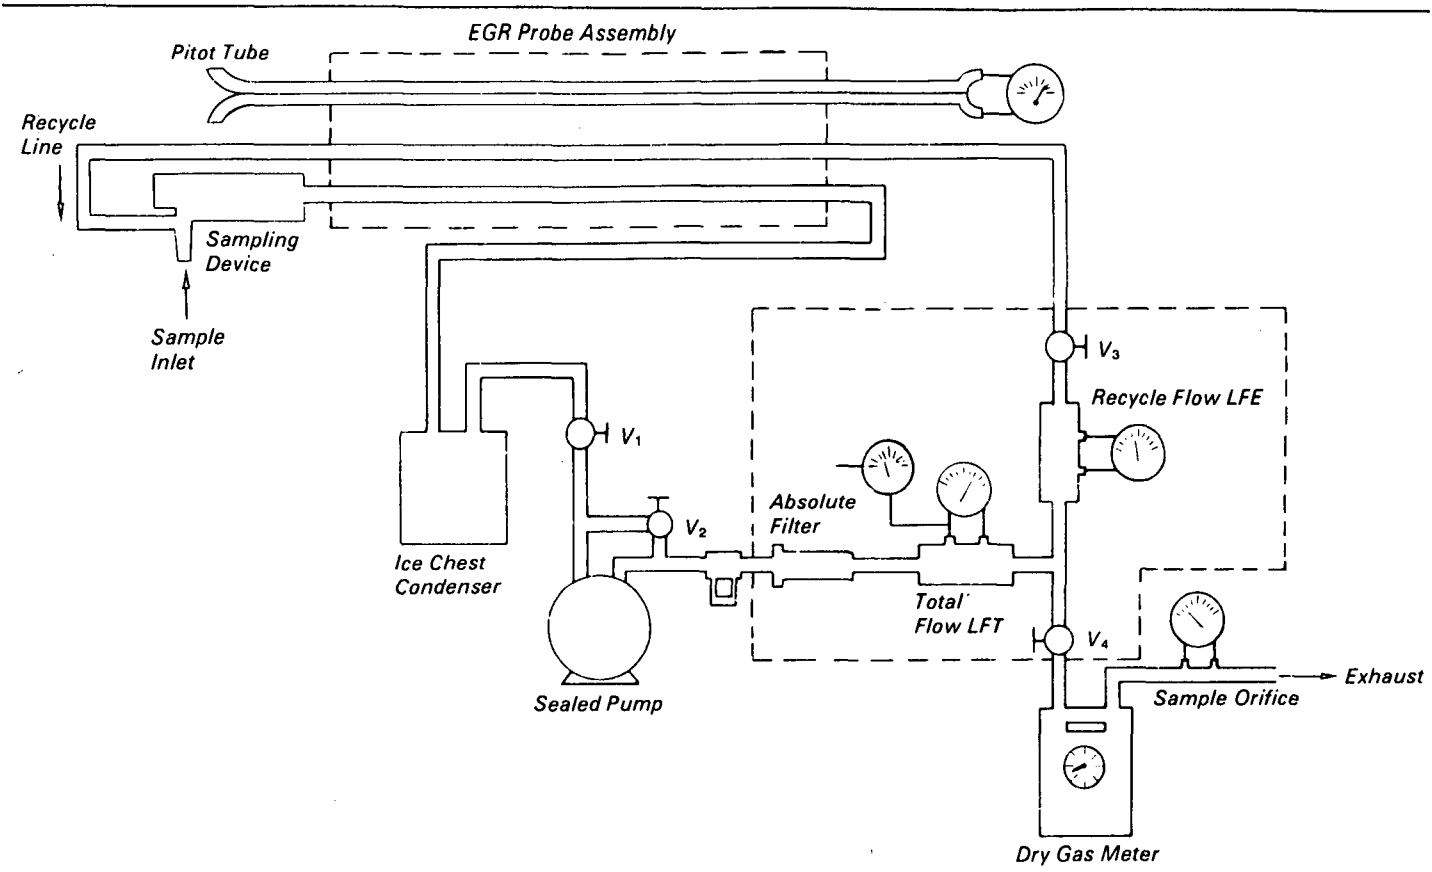 EGR Probe Assembly
Pitot Tube
Recycle
Line
Sampling
Device
Sample
Inlet
V3
Recycle Flow LFE
V1
Absolute
Filter
V2
Ice Chest
Condenser
Total
Flow LFT
V4
Sealed Pump
Exhaust
Sample Orifice
Dry Gas Meter